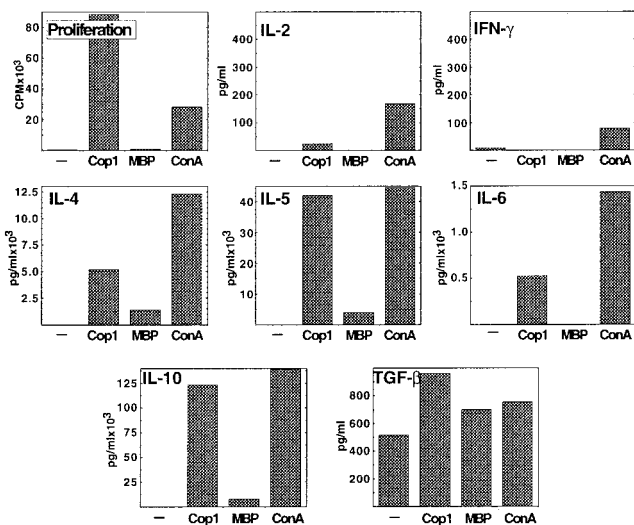 Proliferation
CPMx10³
80
60
40
20
— Cop1 MBP ConA
IL-2
pg/ml
400
300
200
100
— Cop1 MBP ConA
IFN-γ
pg/ml
400
300
200
100
— Cop1 MBP ConA
IL-4
pg/mlx10³
12.5
10.0
7.5
5.0
2.5
— Cop1 MBP ConA
IL-5
pg/mlx10³
40
30
20
10
— Cop1 MBP ConA
IL-6
pg/mlx10³
1.5
1.0
0.5
— Cop1 MBP ConA
IL-10
pg/mlx10³
125
100
75
50
25
— Cop1 MBP ConA
TGF-β
pg/ml
800
600
400
200
— Cop1 MBP ConA